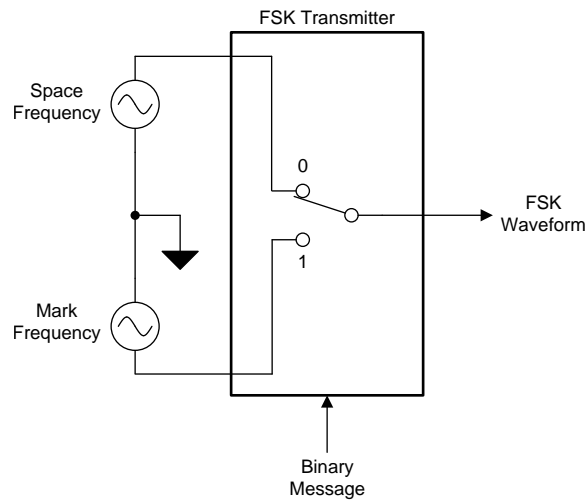 FSK Transmitter
Space
Frequency
0
FSK
Waveform
1
Mark
Frequency
Binary
Message